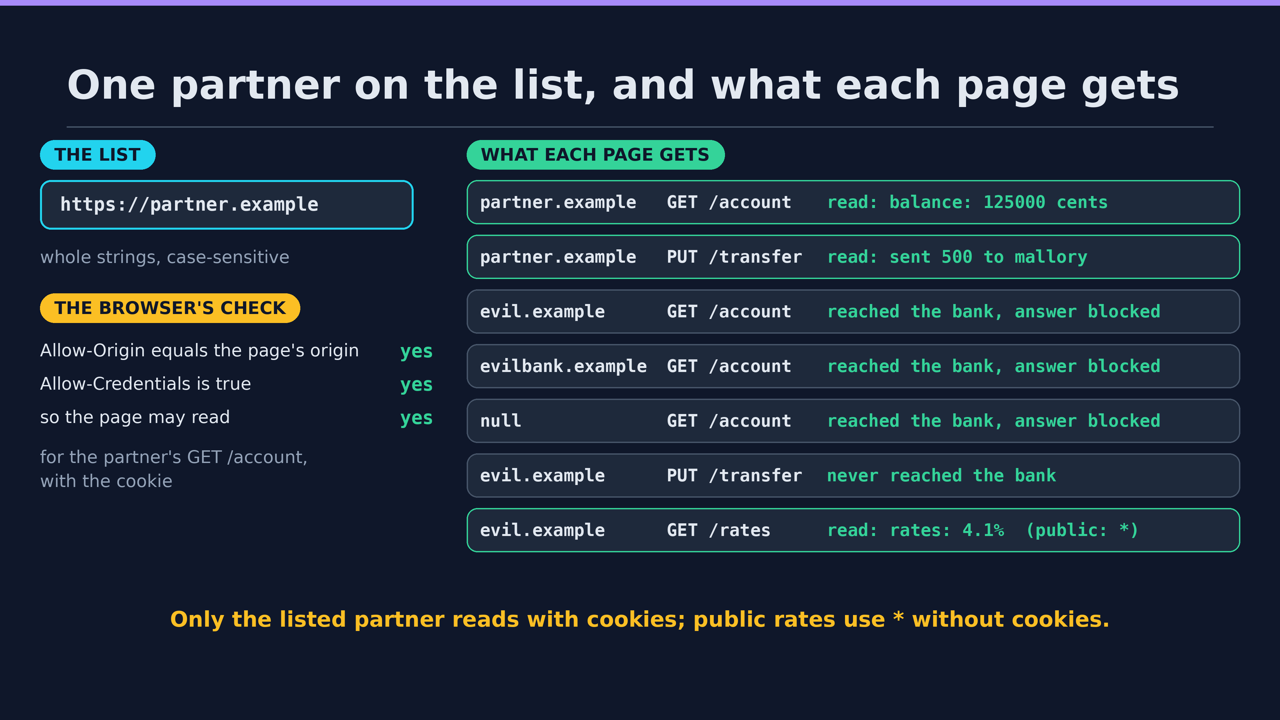 One partner on the list, and what each page gets
THE LIST
https://partner.example
whole strings, case-sensitive
THE BROWSER'S CHECK
Allow-Origin equals the page's origin yes
Allow-Credentials is true yes
so the page may read yes
for the partner's GET /account,
with the cookie
WHAT EACH PAGE GETS
partner.example GET /account read: balance: 125000 cents
partner.example PUT /transfer read: sent 500 to mallory
evil.example GET /account reached the bank, answer blocked
evilbank.example GET /account reached the bank, answer blocked
null GET /account reached the bank, answer blocked
evil.example PUT /transfer never reached the bank
evil.example GET /rates read: rates: 4.1% (public: *)
Only the listed partner reads with cookies; public rates use * without cookies.